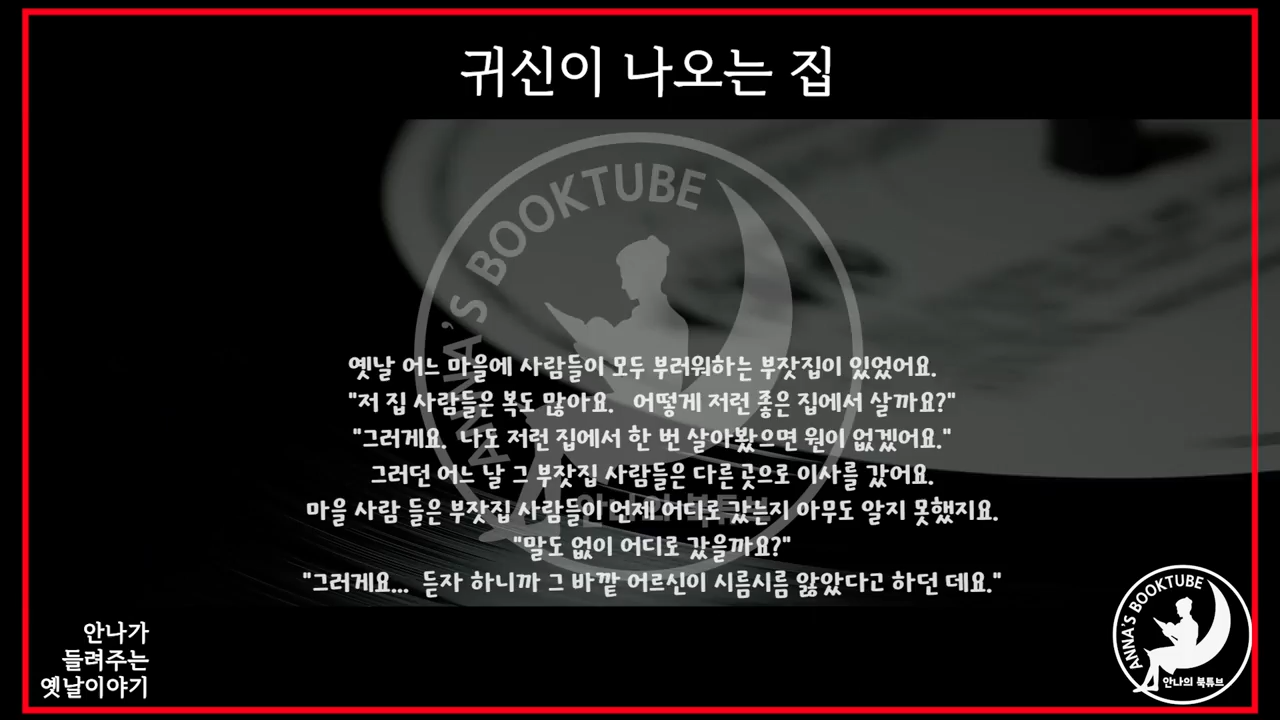 귀신이 나오는 집
ANNA'S BOOKTUBE
안나의 북튜브
옛날 어느 마을에 사람들이 모두 부러워하는 부잣집이 있었어요.
"저 집 사람들은 복도 많아요. 어떻게 저런 좋은 집에서 살까요?"
"그러게요. 나도 저런 집에서 한 번 살아봤으면 원이 없겠어요."
그러던 어느 날 그 부잣집 사람들은 다른 곳으로 이사를 갔어요.
마을 사람 들은 부잣집 사람들이 언제 어디로 갔는지 아무도 알지 못했지요.
"말도 없이 어디로 갔을까요?"
"그러게요... 듣자 하니까 그 바깥 어르신이 시름시름 앓았다고 하던 데요."
안나가
들려주는
옛날이야기
ANNA'S BOOKTUBE
안나의 북튜브